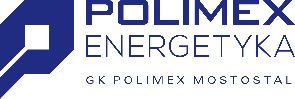 POLIMEX
ENERGETYKA
GK POLIMEX MOSTOSTAL